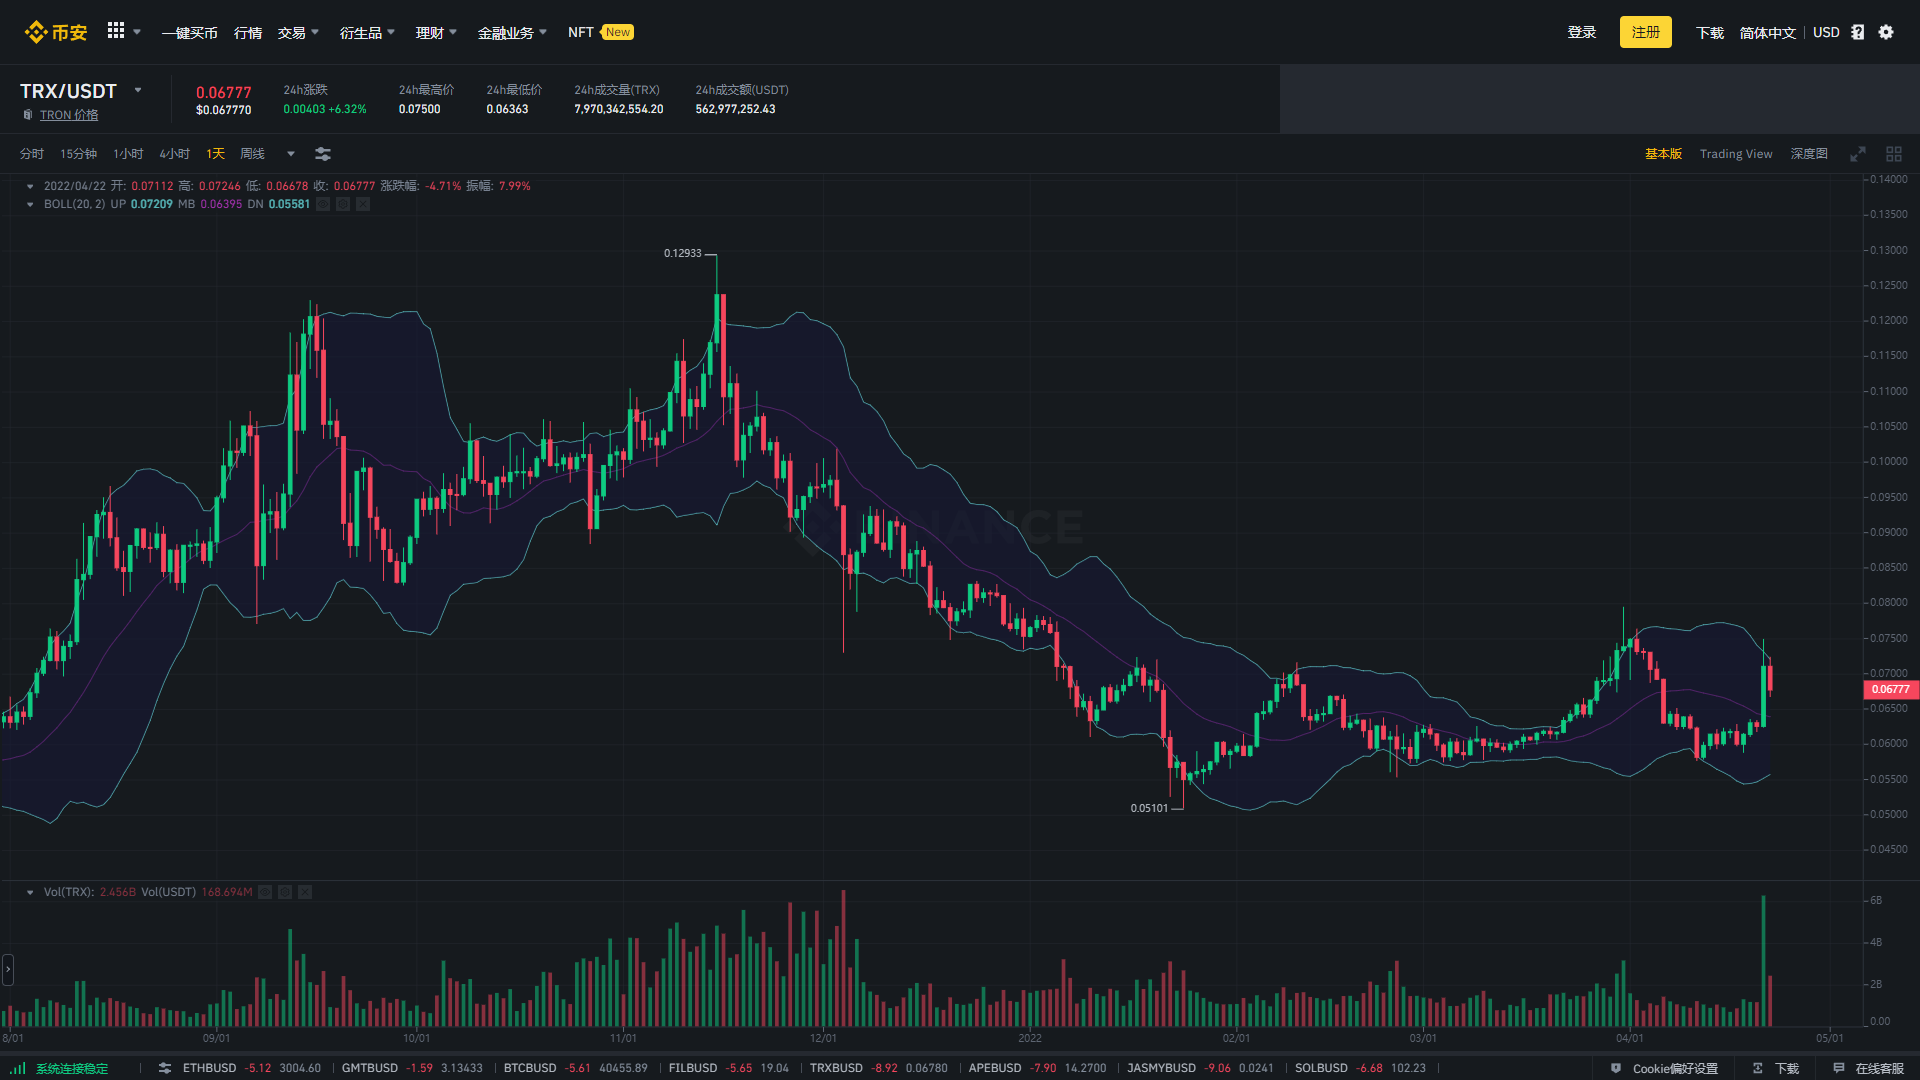 币安 一键买币 行情 交易 衍生品 理财 金融业务 NFT New 登录 注册 下载 简体中文 USD
TRX/USDT 0.06777 24h涨跌 24h最高价 24h最低价 24h成交量(TRX) 24h成交额(USDT)
TRON 价格 $0.067770 0.00403 +6.32% 0.07500 0.06363 7,970,342,554.20 562,977,252.43
分时 15分钟 1小时 4小时 1天 周线 基本版 Trading View 深度图
2022/04/22 开: 0.07112 高: 0.07246 低: 0.06678 收: 0.06777 涨跌幅: -4.71% 振幅: 7.99%
BOLL(20, 2) UP 0.07209 MB 0.06395 DN 0.05581
0.14000
0.13500
0.13000
0.12933
0.12500
0.12000
0.11500
0.11000
0.10500
0.10000
0.09500
0.09000
0.08500
0.08000
0.07500
0.07000
0.06777
0.06500
0.06000
0.05500
0.05101
0.05000
0.04500
Vol(TRX): 2.456B Vol(USDT) 168.694M
6B
4B
2B
0.00
8/01 09/01 10/01 11/01 12/01 2022 02/01 03/01 04/01 05/01
系统连接稳定 ETHBUSD -5.12 3004.60 GMTBUSD -1.59 3.13433 BTCBUSD -5.61 40455.89 FILBUSD -5.65 19.04 TRXBUSD -8.92 0.06780 APEBUSD -7.90 14.2700 JASMYBUSD -9.06 0.0241 SOLBUSD -6.68 102.23 Cookie偏好设置 下载 在线客服